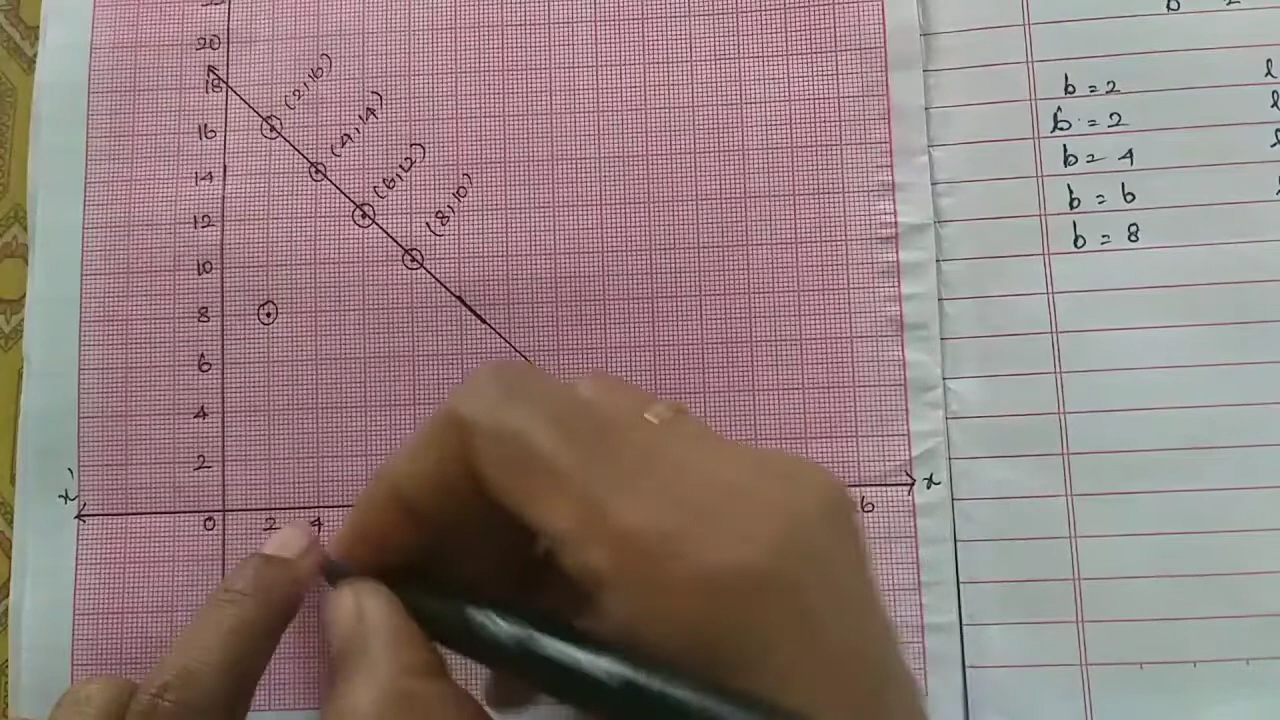 20
18
16
14
12
10
8
6
4
2
0
2
4
(2,16)
(4,14)
(6,12)
(8,10)
x'
x
b = 2
b = 2
b = 4
b = 6
b = 8